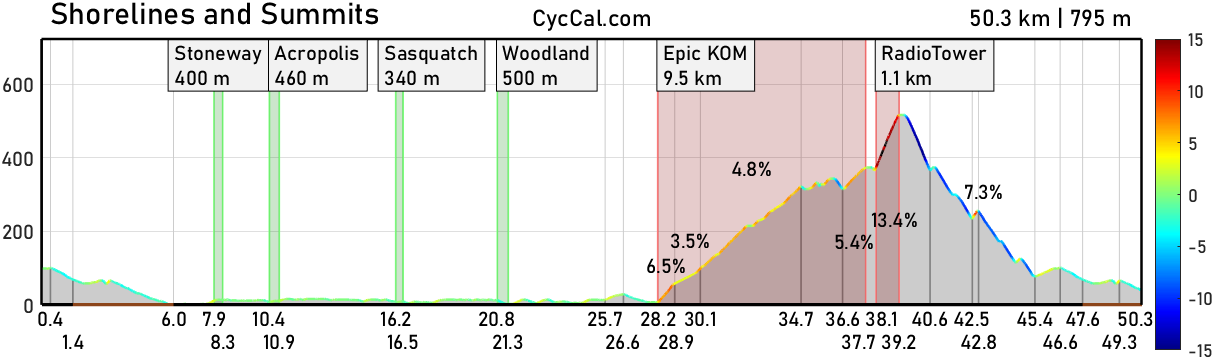 Shorelines and Summits
CycCal.com
50.3 km | 795 m
Stoneway
400 m
Acropolis
460 m
Sasquatch
340 m
Woodland
500 m
Epic KOM
9.5 km
RadioTower
1.1 km
600
400
200
0
6.5%
3.5%
4.8%
5.4%
13.4%
7.3%
0.4 6.0 7.9 10.4 16.2 20.8 25.7 28.2 30.1 34.7 36.6 38.1 40.6 42.5 45.4 47.6 50.3
1.4 8.3 10.9 16.5 21.3 26.6 28.9 37.7 39.2 42.8 46.6 49.3
15
10
5
0
−5
−10
−15